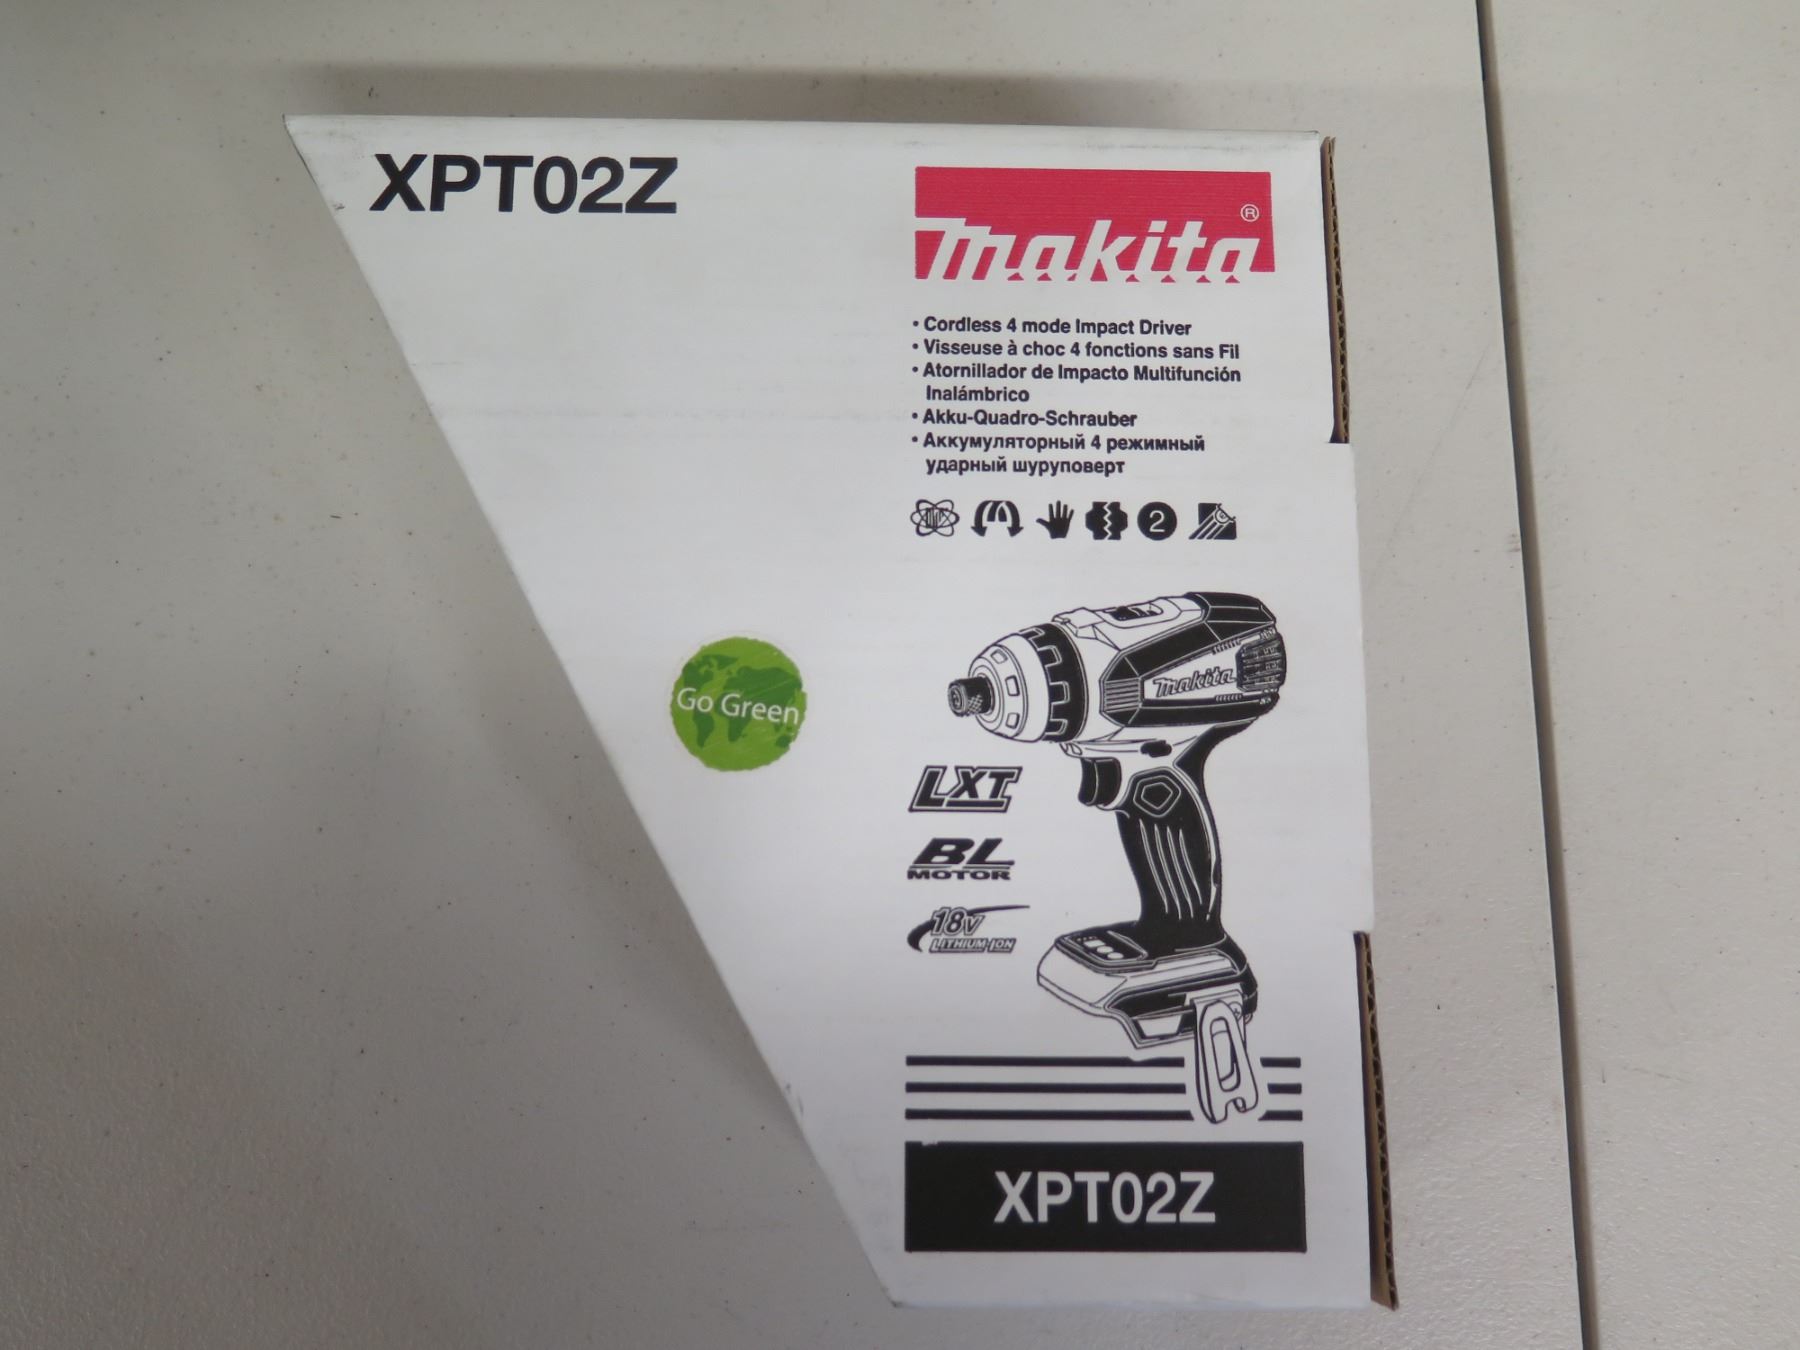 XPT02Z
makita®
• Cordless 4 mode Impact Driver
• Visseuse à choc 4 fonctions sans Fil
• Atornillador de Impacto Multifunción
Inalámbrico
• Akku-Quadro-Schrauber
• Аккумуляторный 4 режимный
ударный шуруповерт
2
Go Green
makita
LXT
BL
MOTOR
18V
LITHIUM-ION
XPT02Z